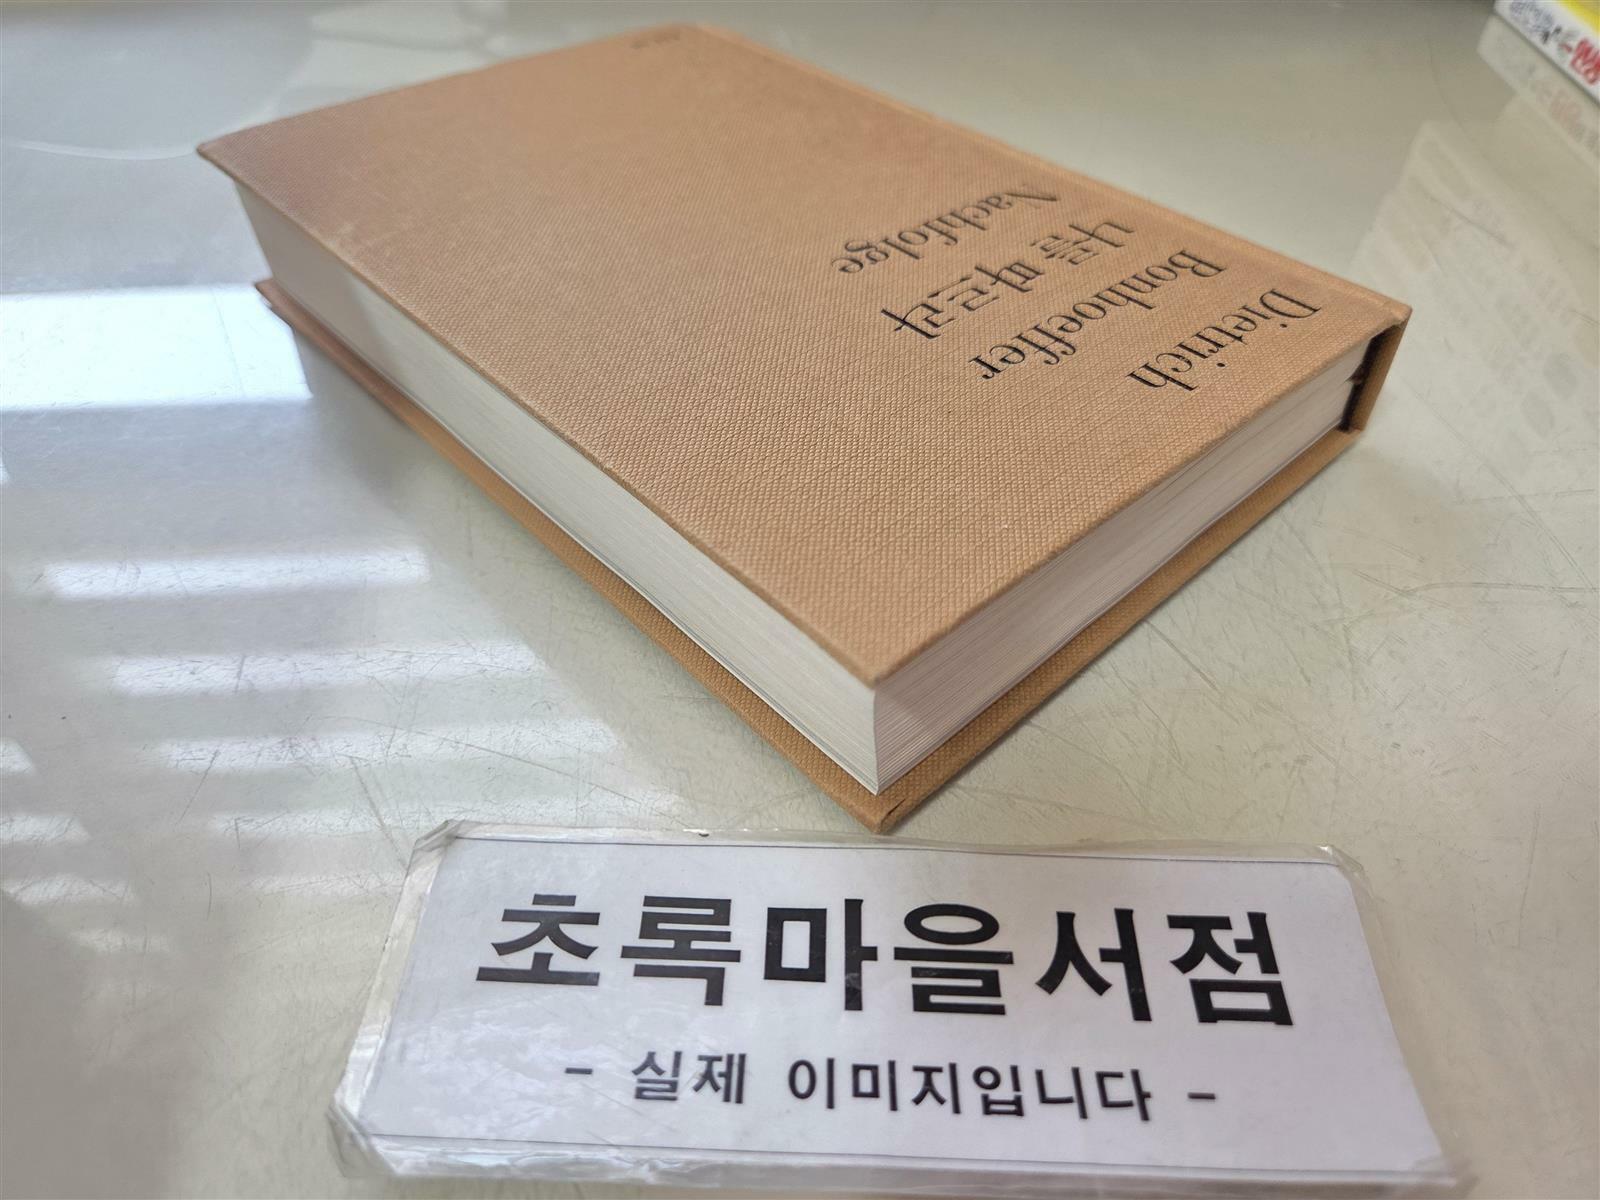 Dietrich
Bonhoeffer
나를 따르라
Nachfolge
초록마을서점
- 실제 이미지입니다 -